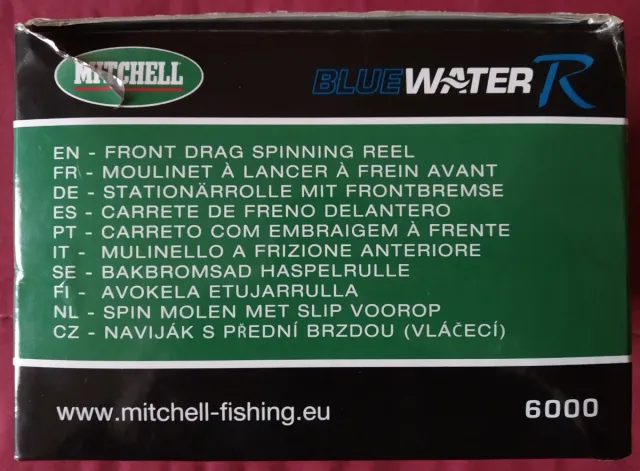 MITCHELL
BLUEWATER R
EN - FRONT DRAG SPINNING REEL
FR - MOULINET À LANCER À FREIN AVANT
DE - STATIONÄRROLLE MIT FRONTBREMSE
ES - CARRETE DE FRENO DELANTERO
PT - CARRETO COM EMBRAIGEM À FRENTE
IT - MULINELLO A FRIZIONE ANTERIORE
SE - BAKBROMSAD HASPELRULLE
FI - AVOKELA ETUJARRULLA
NL - SPIN MOLEN MET SLIP VOOROP
CZ - NAVIJÁK S PŘEDNÍ BRZDOU (VLÁČECÍ)
www.mitchell-fishing.eu 6000